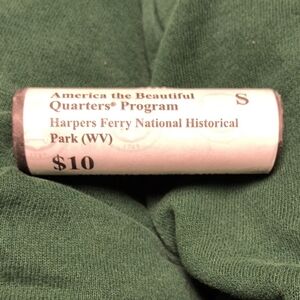 America the Beautiful
Quarters® Program S
Harpers Ferry National Historical
Park (WV)
$10